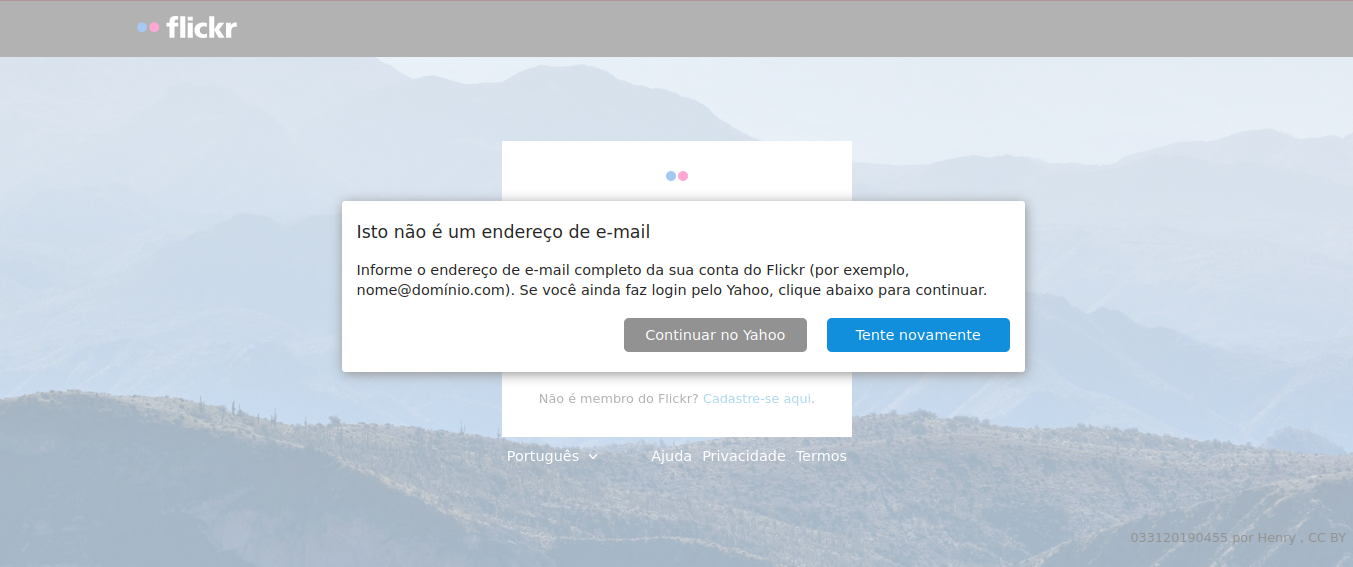 flickr
Isto não é um endereço de e-mail
Informe o endereço de e-mail completo da sua conta do Flickr (por exemplo,
nome@domínio.com). Se você ainda faz login pelo Yahoo, clique abaixo para continuar.
Continuar no Yahoo
Tente novamente
Não é membro do Flickr? Cadastre-se aqui.
Português
Ajuda Privacidade Termos
033120190455 por Henry , CC BY